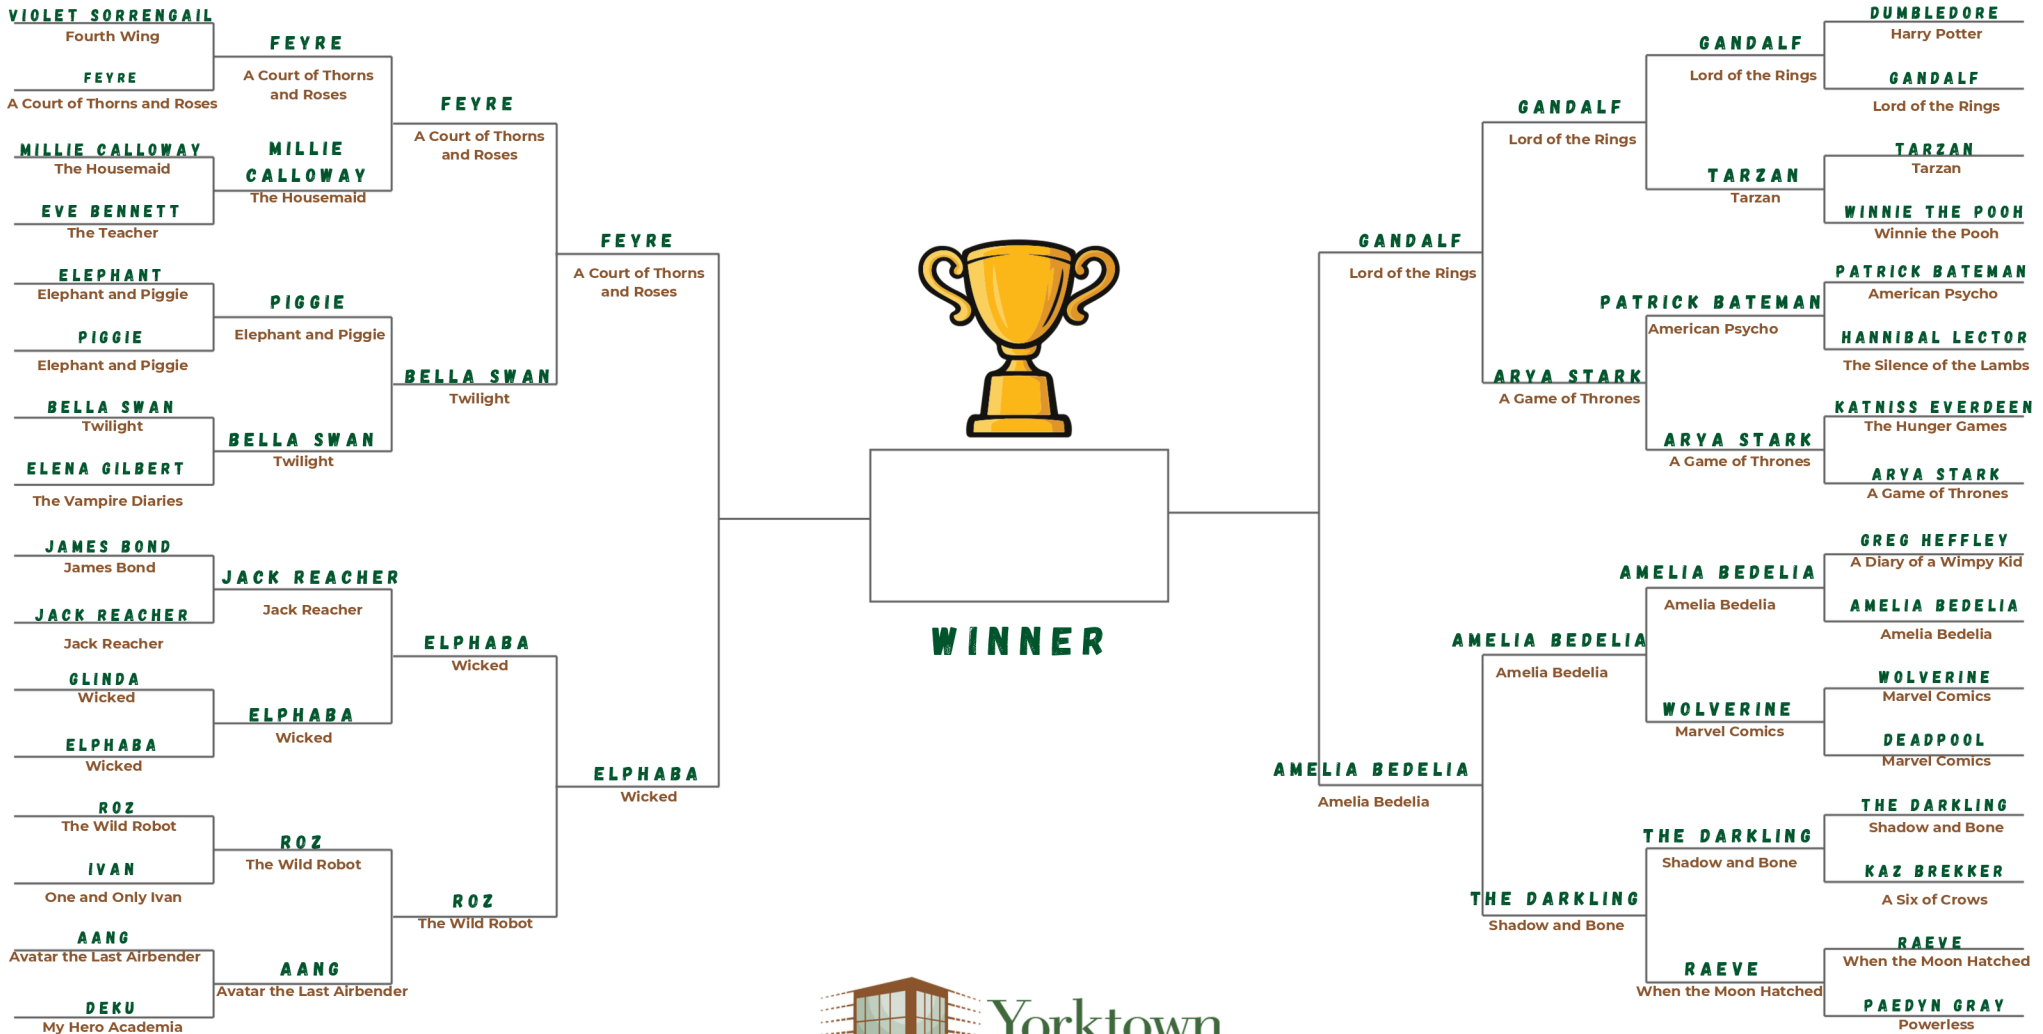 VIOLET SORRENGAIL
Fourth Wing
FEYRE
A Court of Thorns and Roses
MILLIE CALLOWAY
The Housemaid
EVE BENNETT
The Teacher
ELEPHANT
Elephant and Piggie
PIGGIE
Elephant and Piggie
BELLA SWAN
Twilight
ELENA GILBERT
The Vampire Diaries
JAMES BOND
James Bond
JACK REACHER
Jack Reacher
GLINDA
Wicked
ELPHABA
Wicked
ROZ
The Wild Robot
IVAN
One and Only Ivan
AANG
Avatar the Last Airbender
DEKU
My Hero Academia
FEYRE
A Court of Thorns
and Roses
MILLIE
CALLOWAY
The Housemaid
PIGGIE
Elephant and Piggie
BELLA SWAN
Twilight
JACK REACHER
Jack Reacher
ELPHABA
Wicked
ROZ
The Wild Robot
AANG
Avatar the Last Airbender
FEYRE
A Court of Thorns
and Roses
BELLA SWAN
Twilight
ELPHABA
Wicked
ROZ
The Wild Robot
FEYRE
A Court of Thorns
and Roses
ELPHABA
Wicked
WINNER
Yorktown
GANDALF
Lord of the Rings
AMELIA BEDELIA
Amelia Bedelia
GANDALF
Lord of the Rings
ARYA STARK
A Game of Thrones
AMELIA BEDELIA
Amelia Bedelia
THE DARKLING
Shadow and Bone
GANDALF
Lord of the Rings
TARZAN
Tarzan
PATRICK BATEMAN
American Psycho
ARYA STARK
A Game of Thrones
AMELIA BEDELIA
Amelia Bedelia
WOLVERINE
Marvel Comics
THE DARKLING
Shadow and Bone
RAEVE
When the Moon Hatched
DUMBLEDORE
Harry Potter
GANDALF
Lord of the Rings
TARZAN
Tarzan
WINNIE THE POOH
Winnie the Pooh
PATRICK BATEMAN
American Psycho
HANNIBAL LECTOR
The Silence of the Lambs
KATNISS EVERDEEN
The Hunger Games
ARYA STARK
A Game of Thrones
GREG HEFFLEY
A Diary of a Wimpy Kid
AMELIA BEDELIA
Amelia Bedelia
WOLVERINE
Marvel Comics
DEADPOOL
Marvel Comics
THE DARKLING
Shadow and Bone
KAZ BREKKER
A Six of Crows
RAEVE
When the Moon Hatched
PAEDYN GRAY
Powerless